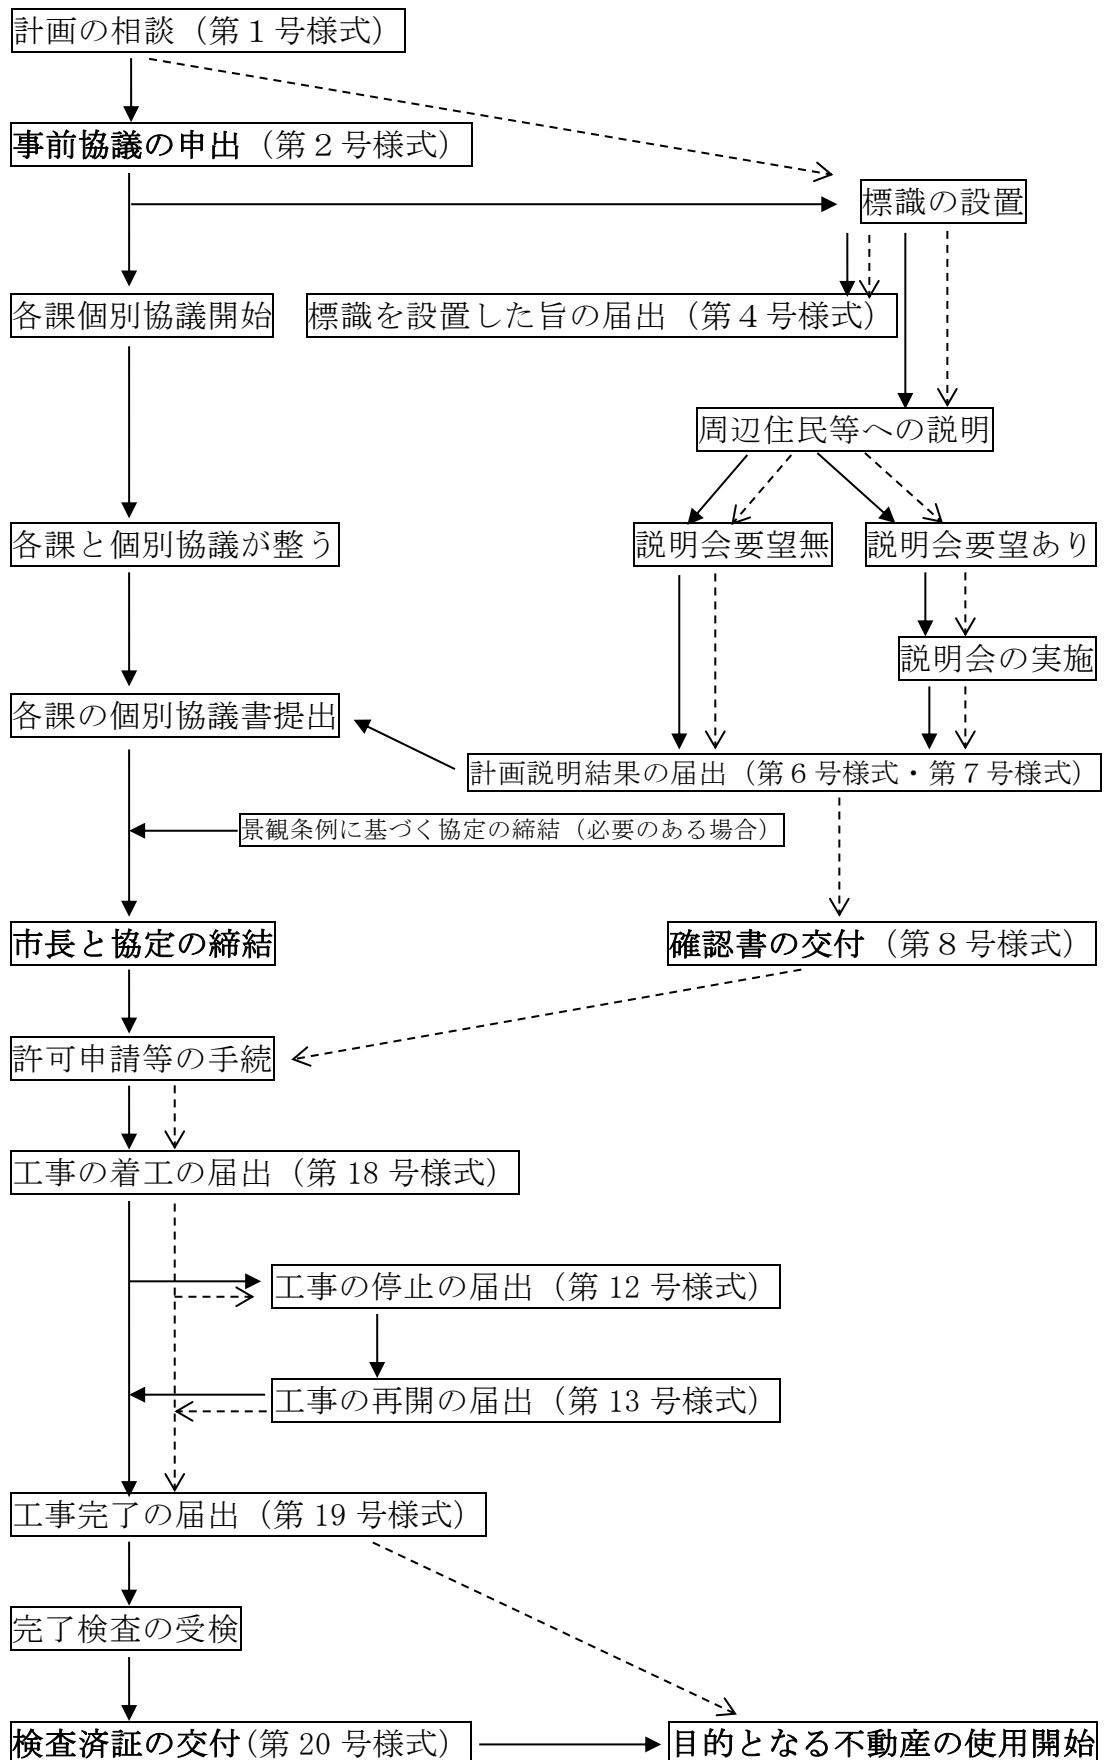 計画の相談（第１号様式）
事前協議の申出（第２号様式）
標識の設置
各課個別協議開始
標識を設置した旨の届出（第４号様式）
周辺住民等への説明
各課と個別協議が整う
説明会要望無
説明会要望あり
説明会の実施
各課の個別協議書提出
計画説明結果の届出（第６号様式・第７号様式）
景観条例に基づく協定の締結（必要のある場合）
市長と協定の締結
確認書の交付（第８号様式）
許可申請等の手続
工事の着工の届出（第 18 号様式）
工事の停止の届出（第 12 号様式）
工事の再開の届出（第 13 号様式）
工事完了の届出（第 19 号様式）
完了検査の受検
検査済証の交付(第 20 号様式）
目的となる不動産の使用開始